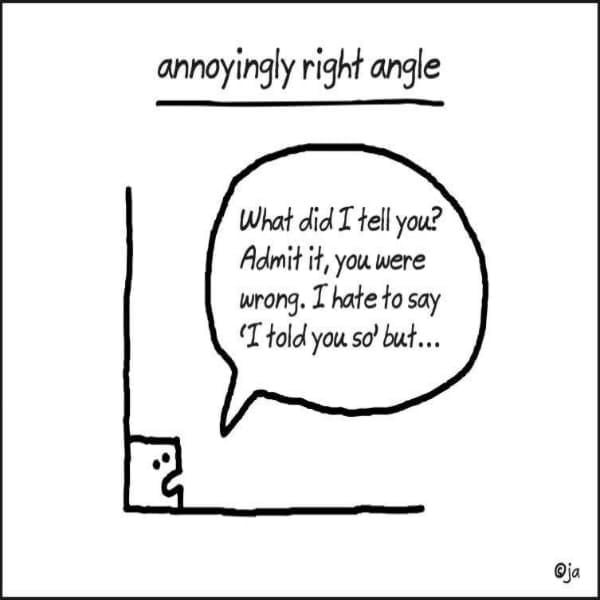 annoyingly right angle
What did I tell you?
Admit it, you were
wrong. I hate to say
‘I told you so’ but...
©ja